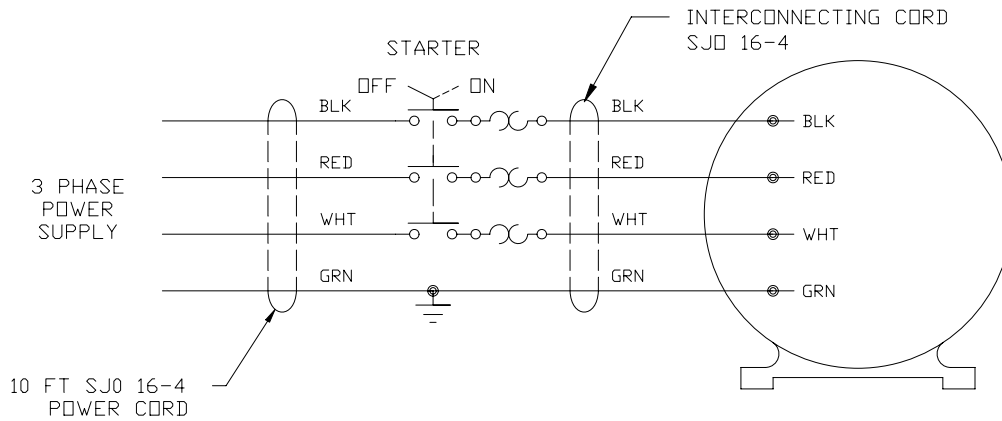 INTERCONNECTING CORD
SJO 16-4
STARTER
OFF
ON
BLK
BLK
BLK
RED
RED
RED
3 PHASE
POWER
SUPPLY
WHT
WHT
WHT
GRN
GRN
GRN
10 FT SJO 16-4
POWER CORD